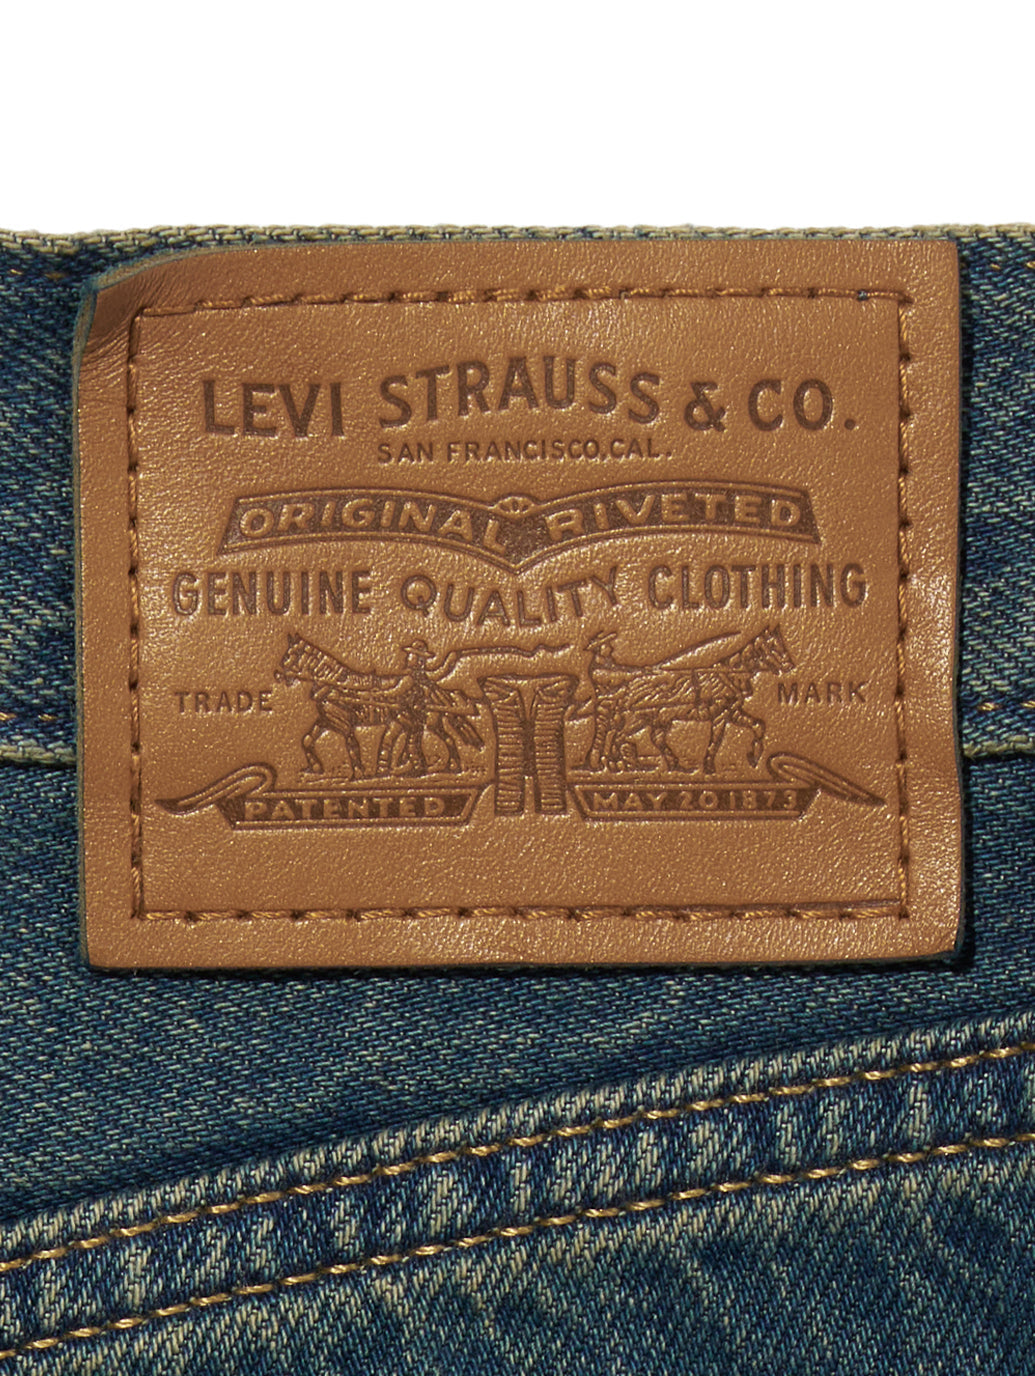 LEVI STRAUSS & CO.
SAN FRANCISCO, CAL.
ORIGINAL RIVETED
GENUINE QUALITY CLOTHING
TRADE MARK
PATENTED MAY 20 1873